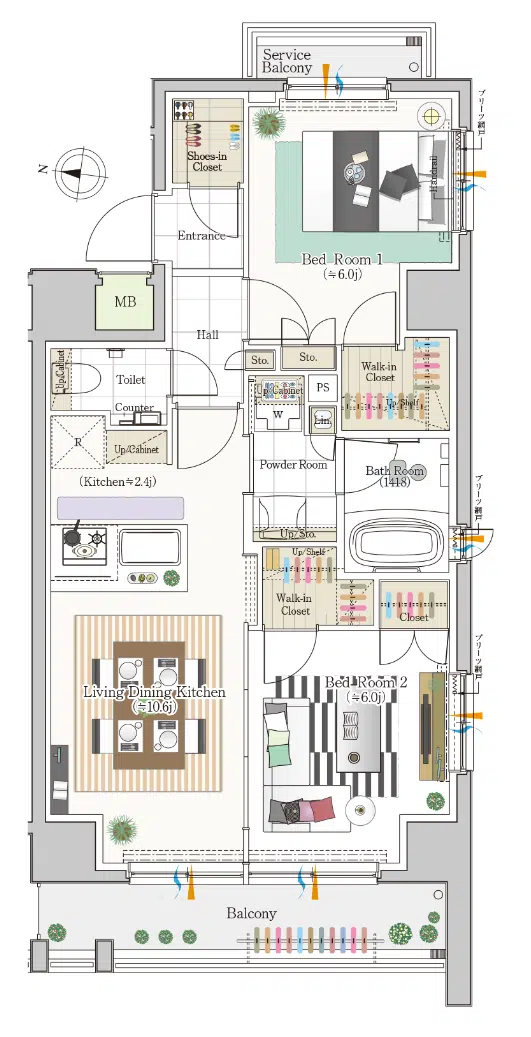 Service
Balcony
プリーツ網戸
N
Shoes-in
Closet
Handrail
Entrance
Bed Room 1
(≒6.0j)
MB
Hall
Sto.
Sto.
Up/Cabinet
Toilet
Walk-in
Closet
Up/Cabinet
PS
Up/Shelf
Counter
W
Lin.
R
Up/Cabinet
Powder Room
Bath Room
(1418)
(Kitchen≒2.4j)
プリーツ網戸
Up/Sto.
Up/Shelf
Walk-in
Closet
Closet
プリーツ網戸
Living Dining Kitchen
(≒10.6j)
Bed Room 2
(≒6.0j)
Balcony